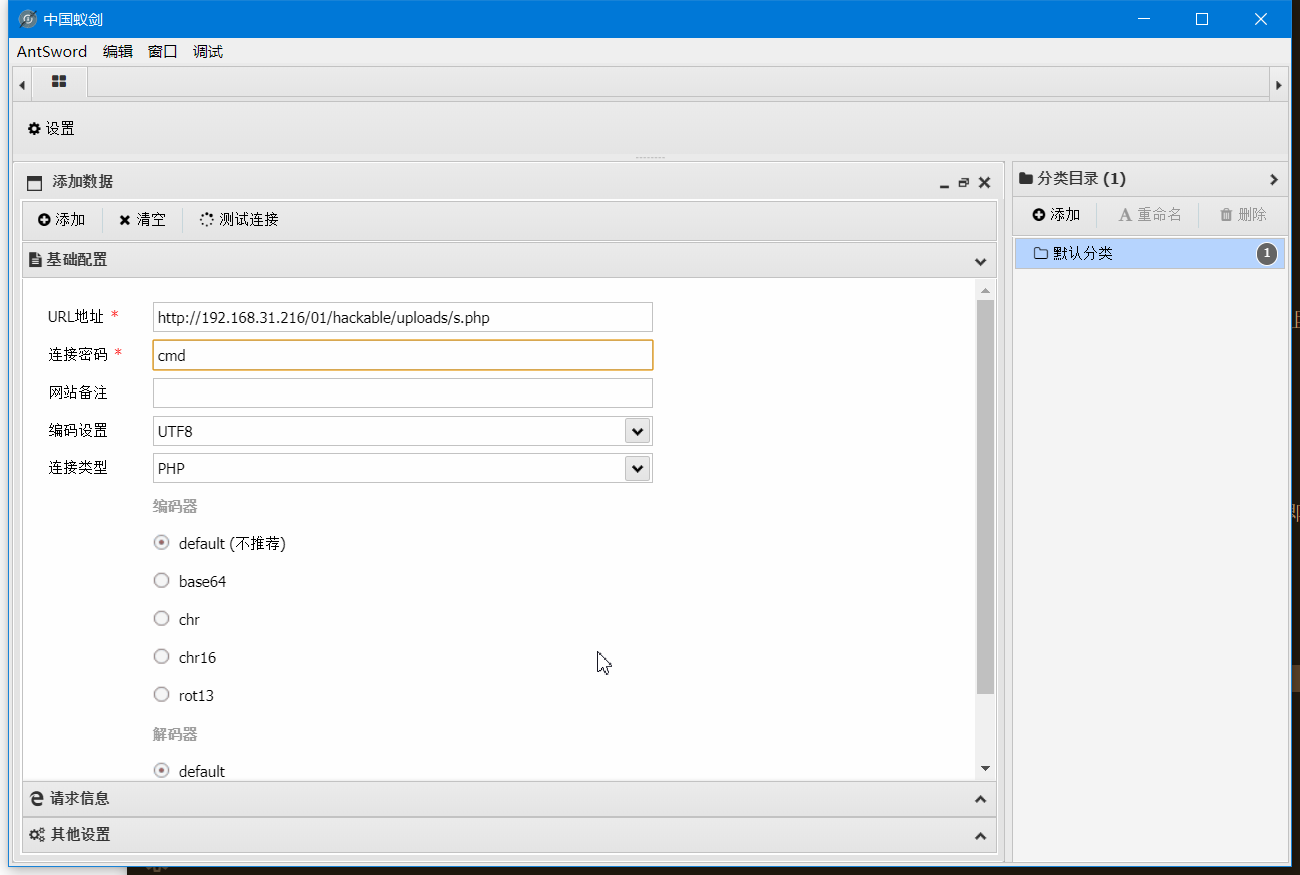 中国蚁剑
AntSword 编辑 窗口 调试
设置
添加数据
添加 清空 测试连接
基础配置
URL地址 * http://192.168.31.216/01/hackable/uploads/s.php
连接密码 * cmd
网站备注
编码设置 UTF8
连接类型 PHP
编码器
default (不推荐)
base64
chr
chr16
rot13
解码器
default
请求信息
其他设置
分类目录 (1)
添加 重命名 删除
默认分类 1